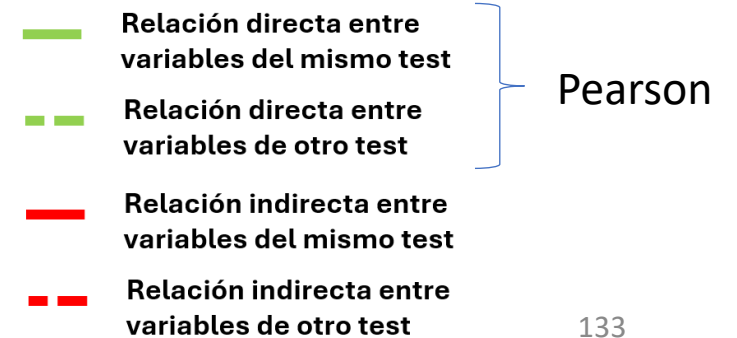 Relación directa entre
variables del mismo test
Relación directa entre
variables de otro test
Pearson
Relación indirecta entre
variables del mismo test
Relación indirecta entre
variables de otro test
133